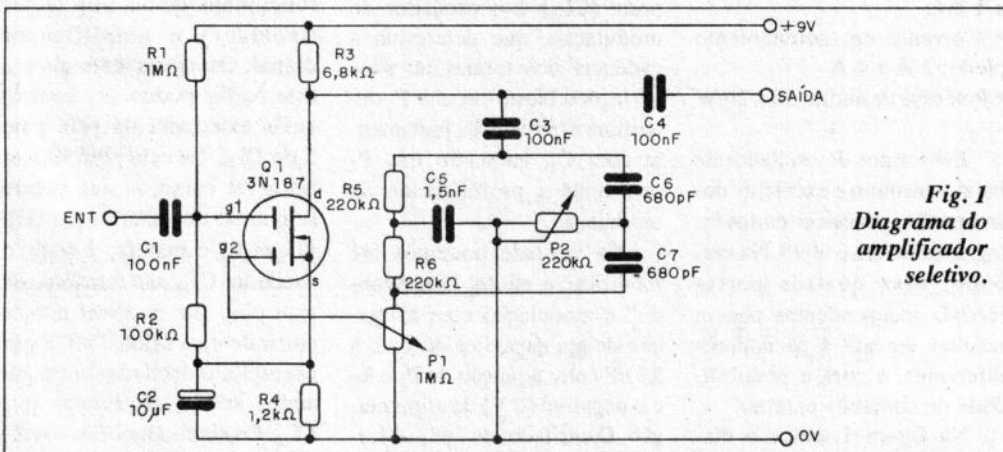 +9V
R1
1MΩ
R3
6,8kΩ
SAÍDA
C3
100nF
C4
100nF
Q1
3N187
g1
g2
d
s
ENT
C1
100nF
R5
220kΩ
C5
1,5nF
C6
680pF
P2
220kΩ
C7
680pF
R6
220kΩ
R2
100kΩ
P1
1MΩ
C2
10µF
R4
1,2kΩ
0V
Fig. 1
Diagrama do
amplificador
seletivo.